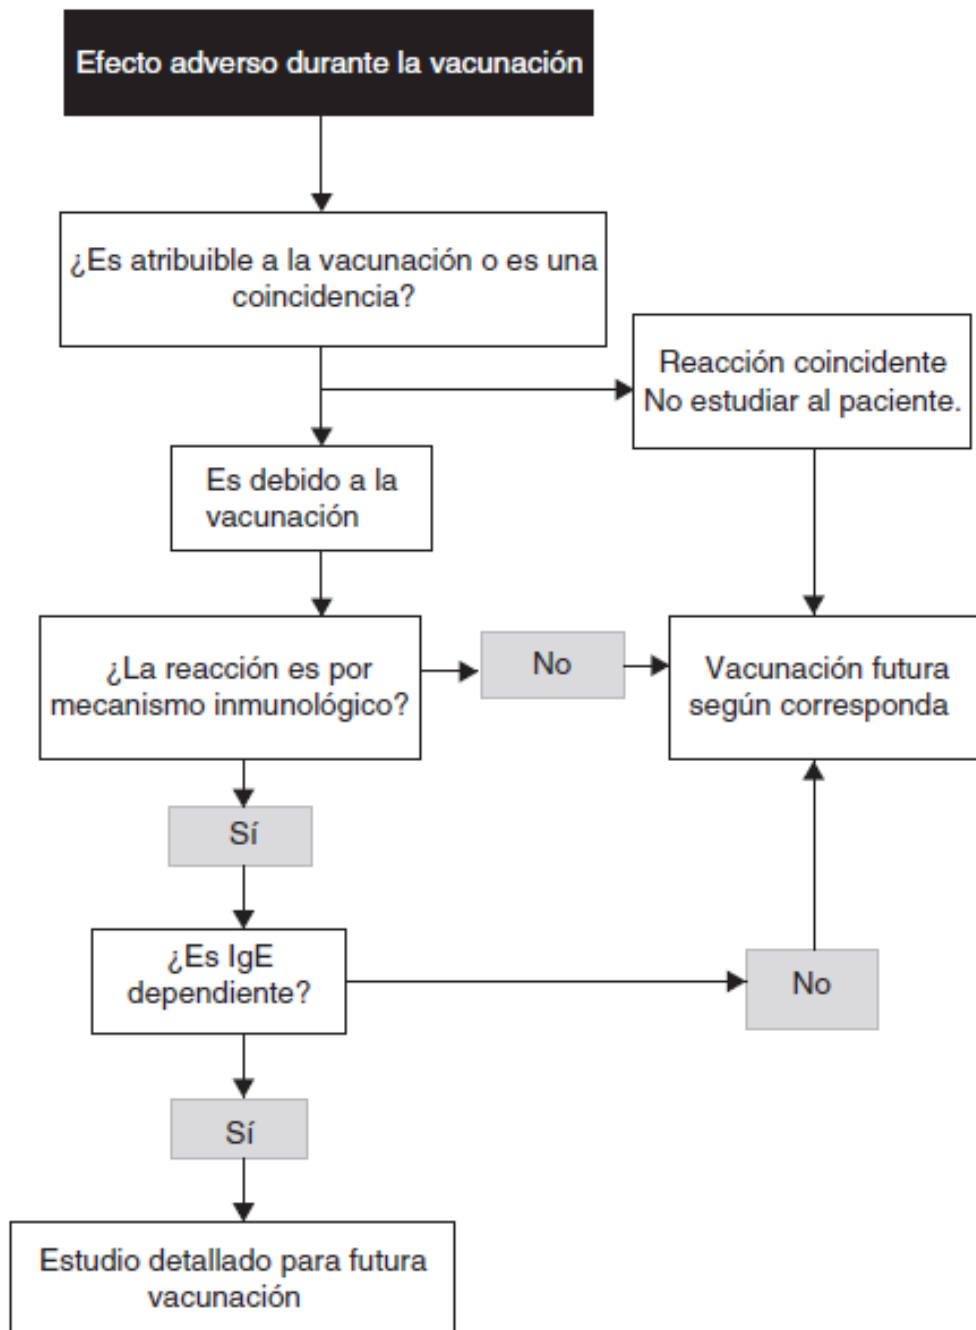 Efecto adverso durante la vacunación
¿Es atribuible a la vacunación o es una
coincidencia?
Reacción coincidente
No estudiar al paciente.
Es debido a la
vacunación
¿La reacción es por
mecanismo inmunológico?
No
Vacunación futura
según corresponda
Sí
¿Es IgE
dependiente?
No
Sí
Estudio detallado para futura
vacunación